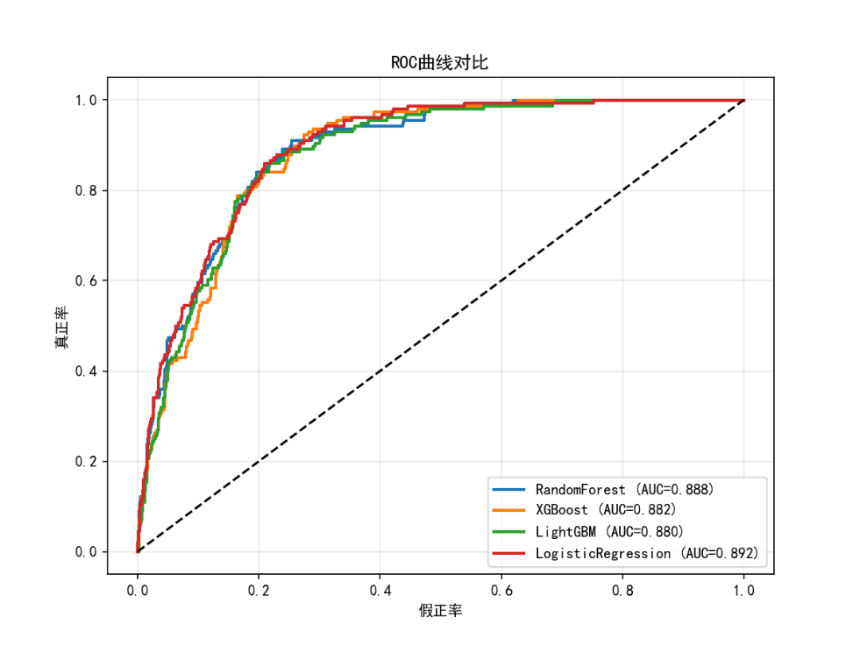 ROC曲线对比
真正率
1.0
0.8
0.6
0.4
0.2
0.0
RandomForest (AUC=0.888)
XGBoost (AUC=0.882)
LightGBM (AUC=0.880)
LogisticRegression (AUC=0.892)
0.0 0.2 0.4 0.6 0.8 1.0
假正率